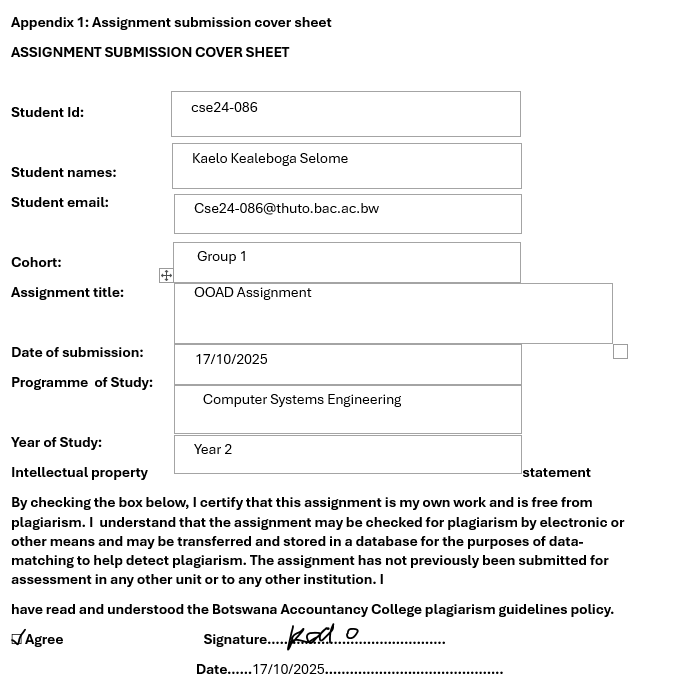 Appendix 1: Assignment submission cover sheet
ASSIGNMENT SUBMISSION COVER SHEET
Student Id: cse24-086
Student names: Kaelo Kealeboga Selome
Student email: Cse24-086@thuto.bac.ac.bw
Cohort: Group 1
Assignment title: OOAD Assignment
Date of submission: 17/10/2025
Programme of Study: Computer Systems Engineering
Year of Study: Year 2
Intellectual property statement
By checking the box below, I certify that this assignment is my own work and is free from
plagiarism. I understand that the assignment may be checked for plagiarism by electronic or
other means and may be transferred and stored in a database for the purposes of data-
matching to help detect plagiarism. The assignment has not previously been submitted for
assessment in any other unit or to any other institution. I
have read and understood the Botswana Accountancy College plagiarism guidelines policy.
Agree Signature...............................................
Date......17/10/2025...........................................